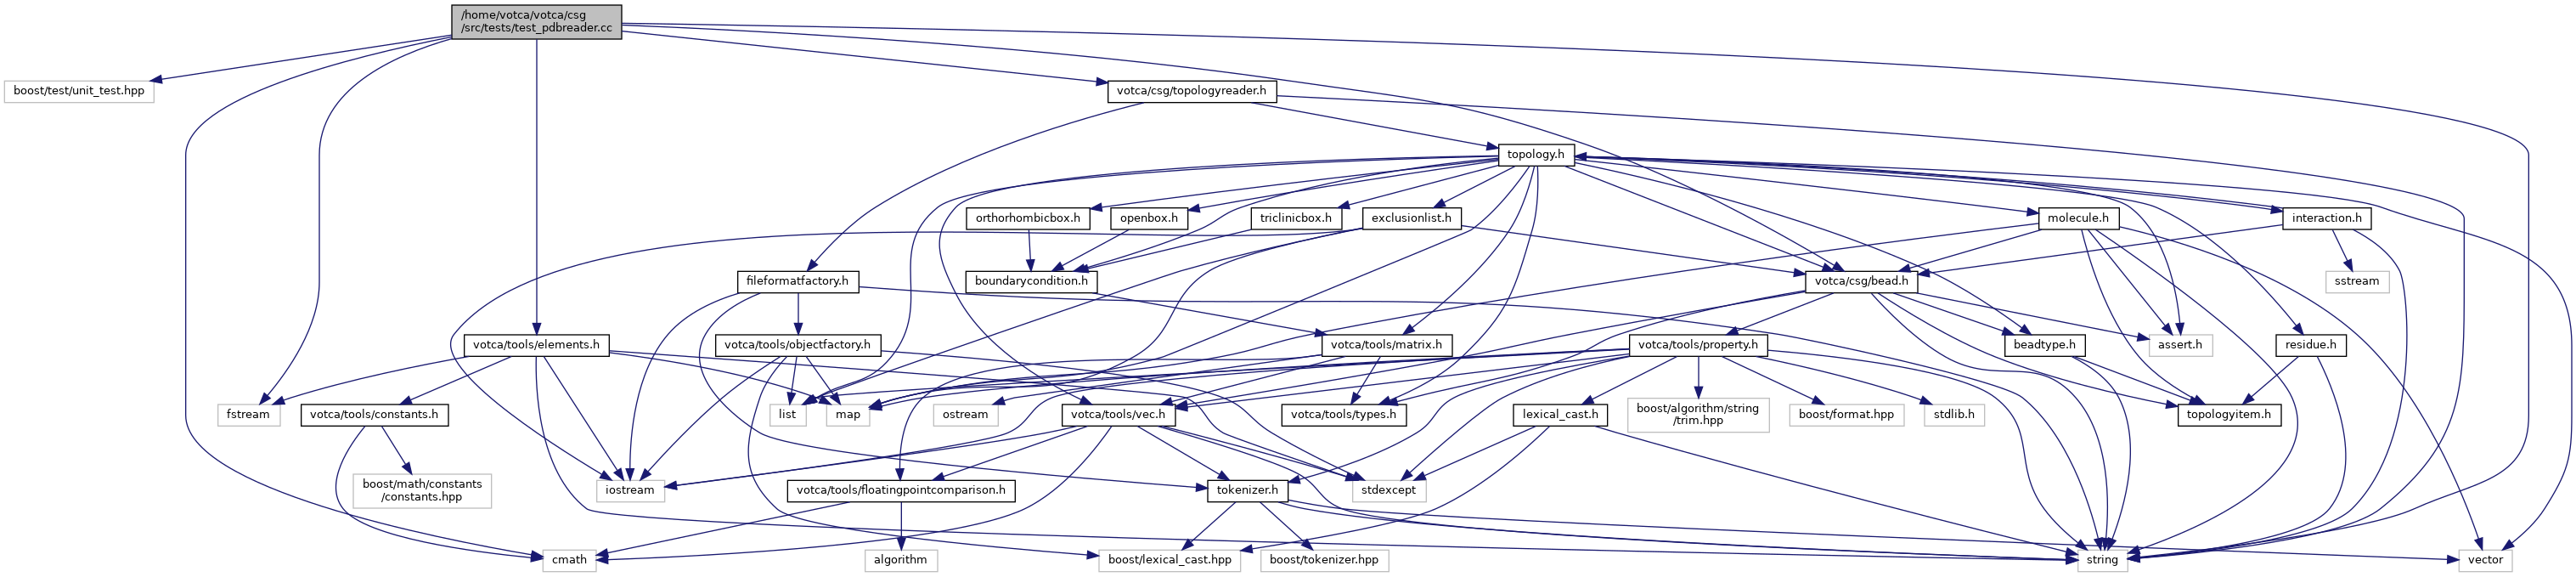 /home/votca/votca/csg
/src/tests/test_pdbreader.cc
boost/test/unit_test.hpp
votca/csg/topologyreader.h
topology.h
orthorhombicbox.h
openbox.h
triclinicbox.h
exclusionlist.h
molecule.h
interaction.h
fileformatfactory.h
boundarycondition.h
votca/csg/bead.h
sstream
votca/tools/elements.h
votca/tools/objectfactory.h
votca/tools/matrix.h
votca/tools/property.h
beadtype.h
assert.h
residue.h
fstream
votca/tools/constants.h
list
map
ostream
votca/tools/vec.h
votca/tools/types.h
lexical_cast.h
boost/algorithm/string
/trim.hpp
boost/format.hpp
stdlib.h
topologyitem.h
boost/math/constants
/constants.hpp
iostream
votca/tools/floatingpointcomparison.h
tokenizer.h
stdexcept
cmath
algorithm
boost/lexical_cast.hpp
boost/tokenizer.hpp
string
vector